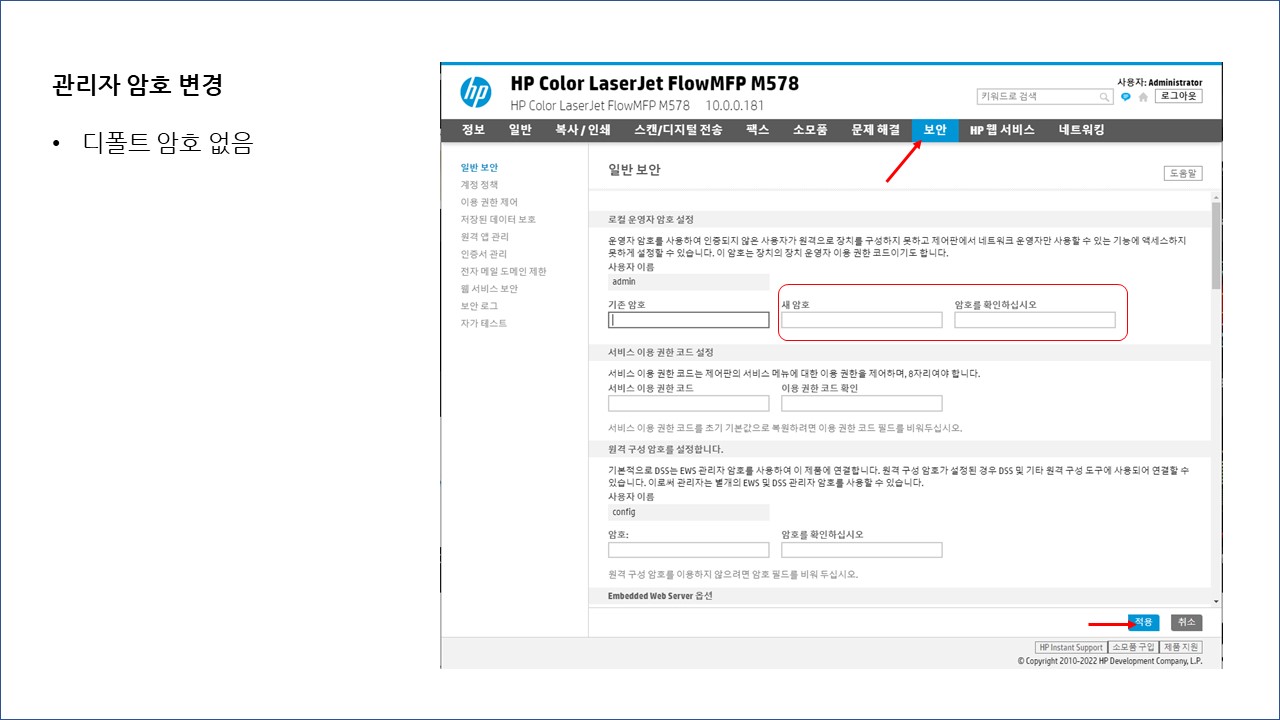 관리자 암호 변경
• 디폴트 암호 없음
hp
HP Color LaserJet FlowMFP M578
HP Color LaserJet FlowMFP M578 10.0.0.181
사용자: Administrator
키워드로 검색
로그아웃
정보 일반 복사 / 인쇄 스캔/디지털 전송 팩스 소모품 문제 해결 보안 HP 웹 서비스 네트워킹
일반 보안
계정 정책
이용 권한 제어
저장된 데이터 보호
원격 앱 관리
인증서 관리
전자 메일 도메인 제한
웹 서비스 보안
보안 로그
자가 테스트
일반 보안
도움말
로컬 운영자 암호 설정
운영자 암호를 사용하여 인증되지 않은 사용자가 원격으로 장치를 구성하지 못하고 제어판에서 네트워크 운영자만 사용할 수 있는 기능에 액세스하지
못하게 설정할 수 있습니다. 이 암호는 장치의 장치 운영자 이용 권한 코드이기도 합니다.
사용자 이름
admin
기존 암호 새 암호 암호를 확인하십시오
서비스 이용 권한 코드 설정
서비스 이용 권한 코드는 제어판의 서비스 메뉴에 대한 이용 권한을 제어하며, 8자리여야 합니다.
서비스 이용 권한 코드 이용 권한 코드 확인
서비스 이용 권한 코드를 초기 기본값으로 복원하려면 이용 권한 코드 필드를 비워두십시오.
원격 구성 암호를 설정합니다.
기본적으로 DSS는 EWS 관리자 암호를 사용하여 이 제품에 연결합니다. 원격 구성 암호가 설정된 경우 DSS 및 기타 원격 구성 도구에 사용되어 연결할 수
있습니다. 이로써 관리자는 별개의 EWS 및 DSS 관리자 암호를 사용할 수 있습니다.
사용자 이름
config
암호: 암호를 확인하십시오
원격 구성 암호를 이용하지 않으려면 암호 필드를 비워 두십시오.
Embedded Web Server 옵션
적용 취소
HP Instant Support 소모품 구입 제품 지원
© Copyright 2010-2022 HP Development Company, L.P.